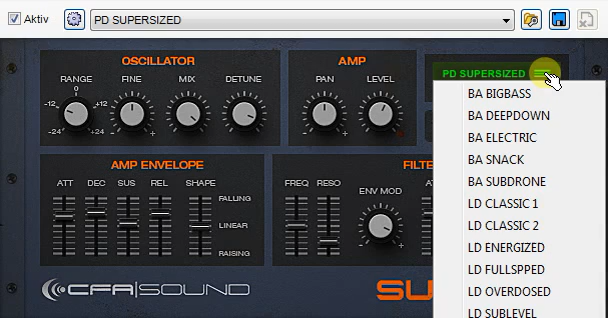 Aktiv
PD SUPERSIZED
OSCILLATOR
RANGE FINE MIX DETUNE
0
-12 12
-24 24 - + - + - +
AMP
PAN LEVEL
- + - +
PD SUPERSIZED
BA BIGBASS
BA DEEPDOWN
BA ELECTRIC
BA SNACK
BA SUBDRONE
LD CLASSIC 1
LD CLASSIC 2
LD ENERGIZED
LD FULLSPPED
LD OVERDOSED
LD SUBLEVEL
AMP ENVELOPE
ATT DEC SUS REL SHAPE
FALLING
LINEAR
RAISING
FILTE
FREQ RESO ENV MOD
- +
CFA|SOUND
SU